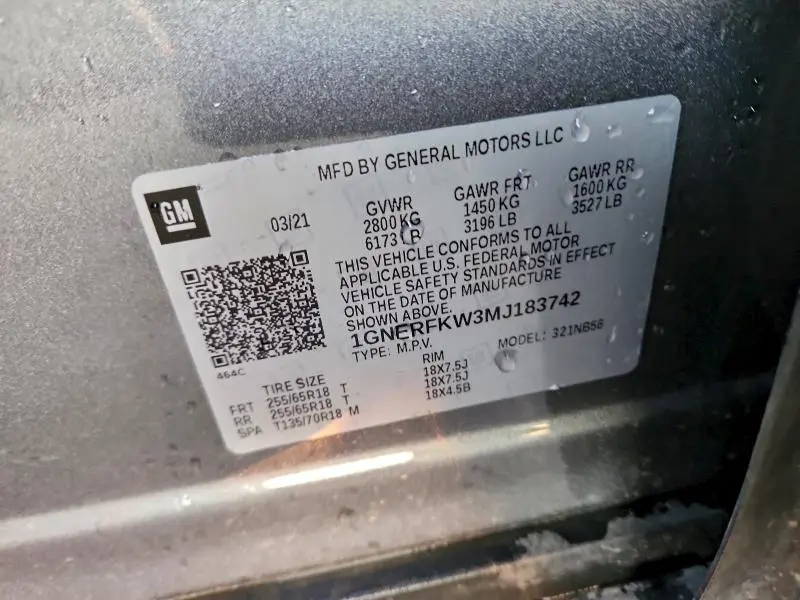 MFD BY GENERAL MOTORS LLC
GM
03/21
GVWR
2800 KG
6173 LB
GAWR FRT
1450 KG
3196 LB
GAWR RR
1600 KG
3527 LB
THIS VEHICLE CONFORMS TO ALL
APPLICABLE U.S. FEDERAL MOTOR
VEHICLE SAFETY STANDARDS IN EFFECT
ON THE DATE OF MANUFACTURE
SHOWN ABOVE.
1GNERFKW3MJ183742
TYPE: M.P.V.
MODEL: 321NB56
464C
TIRE SIZE
RIM
FRT 255/65R18 T 18X7.5J
RR 255/65R18 T 18X7.5J
SPA T135/70R18 M 18X4.5B